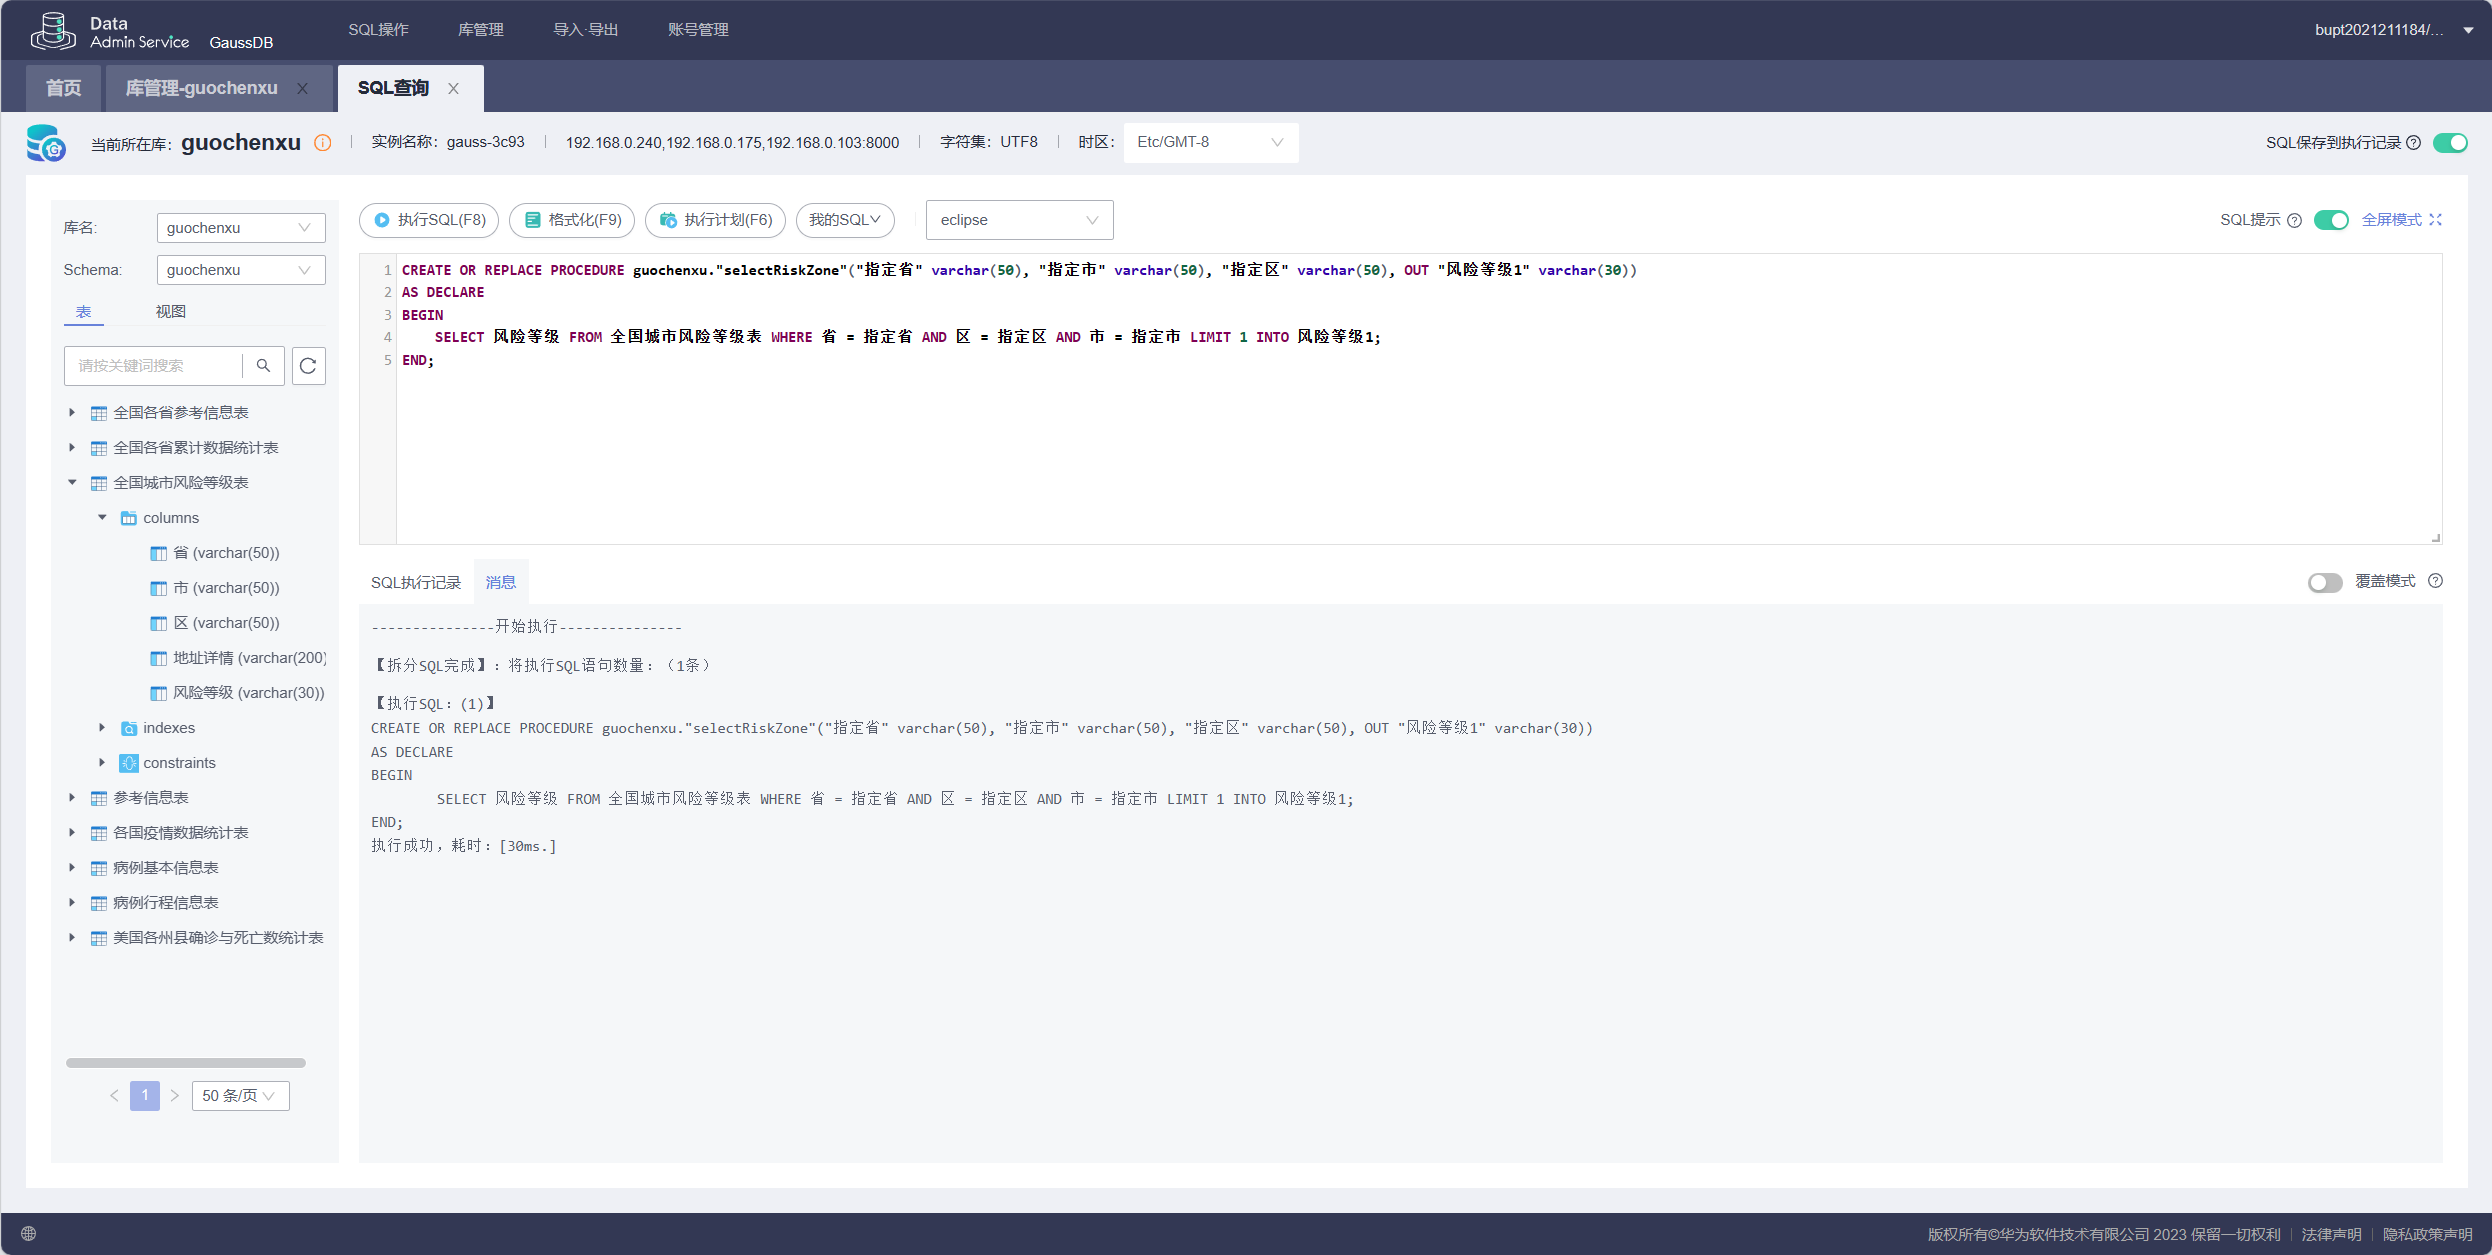 Data
Admin Service
GaussDB
SQL操作
库管理
导入·导出
账号管理
bupt2021211184/...
首页
库管理-guochenxu
SQL查询
当前所在库: guochenxu
实例名称: gauss-3c93
192.168.0.240,192.168.0.175,192.168.0.103:8000
字符集: UTF8
时区:
Etc/GMT-8
SQL保存到执行记录
库名:
guochenxu
Schema:
guochenxu
表
视图
请按关键词搜索
全国各省参考信息表
全国各省累计数据统计表
全国城市风险等级表
columns
省 (varchar(50))
市 (varchar(50))
区 (varchar(50))
地址详情 (varchar(200)
风险等级 (varchar(30))
indexes
constraints
参考信息表
各国疫情数据统计表
病例基本信息表
病例行程信息表
美国各州县确诊与死亡数统计表
1
50 条/页
执行SQL(F8)
格式化(F9)
执行计划(F6)
我的SQL
eclipse
SQL提示
全屏模式
1 CREATE OR REPLACE PROCEDURE guochenxu."selectRiskZone"("指定省" varchar(50), "指定市" varchar(50), "指定区" varchar(50), OUT "风险等级1" varchar(30))
2 AS DECLARE
3 BEGIN
4 SELECT 风险等级 FROM 全国城市风险等级表 WHERE 省 = 指定省 AND 区 = 指定区 AND 市 = 指定市 LIMIT 1 INTO 风险等级1;
5 END;
SQL执行记录
消息
覆盖模式
---------------开始执行---------------
【拆分SQL完成】：将执行SQL语句数量：（1条）
【执行SQL：(1)】
CREATE OR REPLACE PROCEDURE guochenxu."selectRiskZone"("指定省" varchar(50), "指定市" varchar(50), "指定区" varchar(50), OUT "风险等级1" varchar(30))
AS DECLARE
BEGIN
SELECT 风险等级 FROM 全国城市风险等级表 WHERE 省 = 指定省 AND 区 = 指定区 AND 市 = 指定市 LIMIT 1 INTO 风险等级1;
END;
执行成功，耗时：[30ms.]
版权所有©华为软件技术有限公司 2023 保留一切权利
法律声明
隐私政策声明